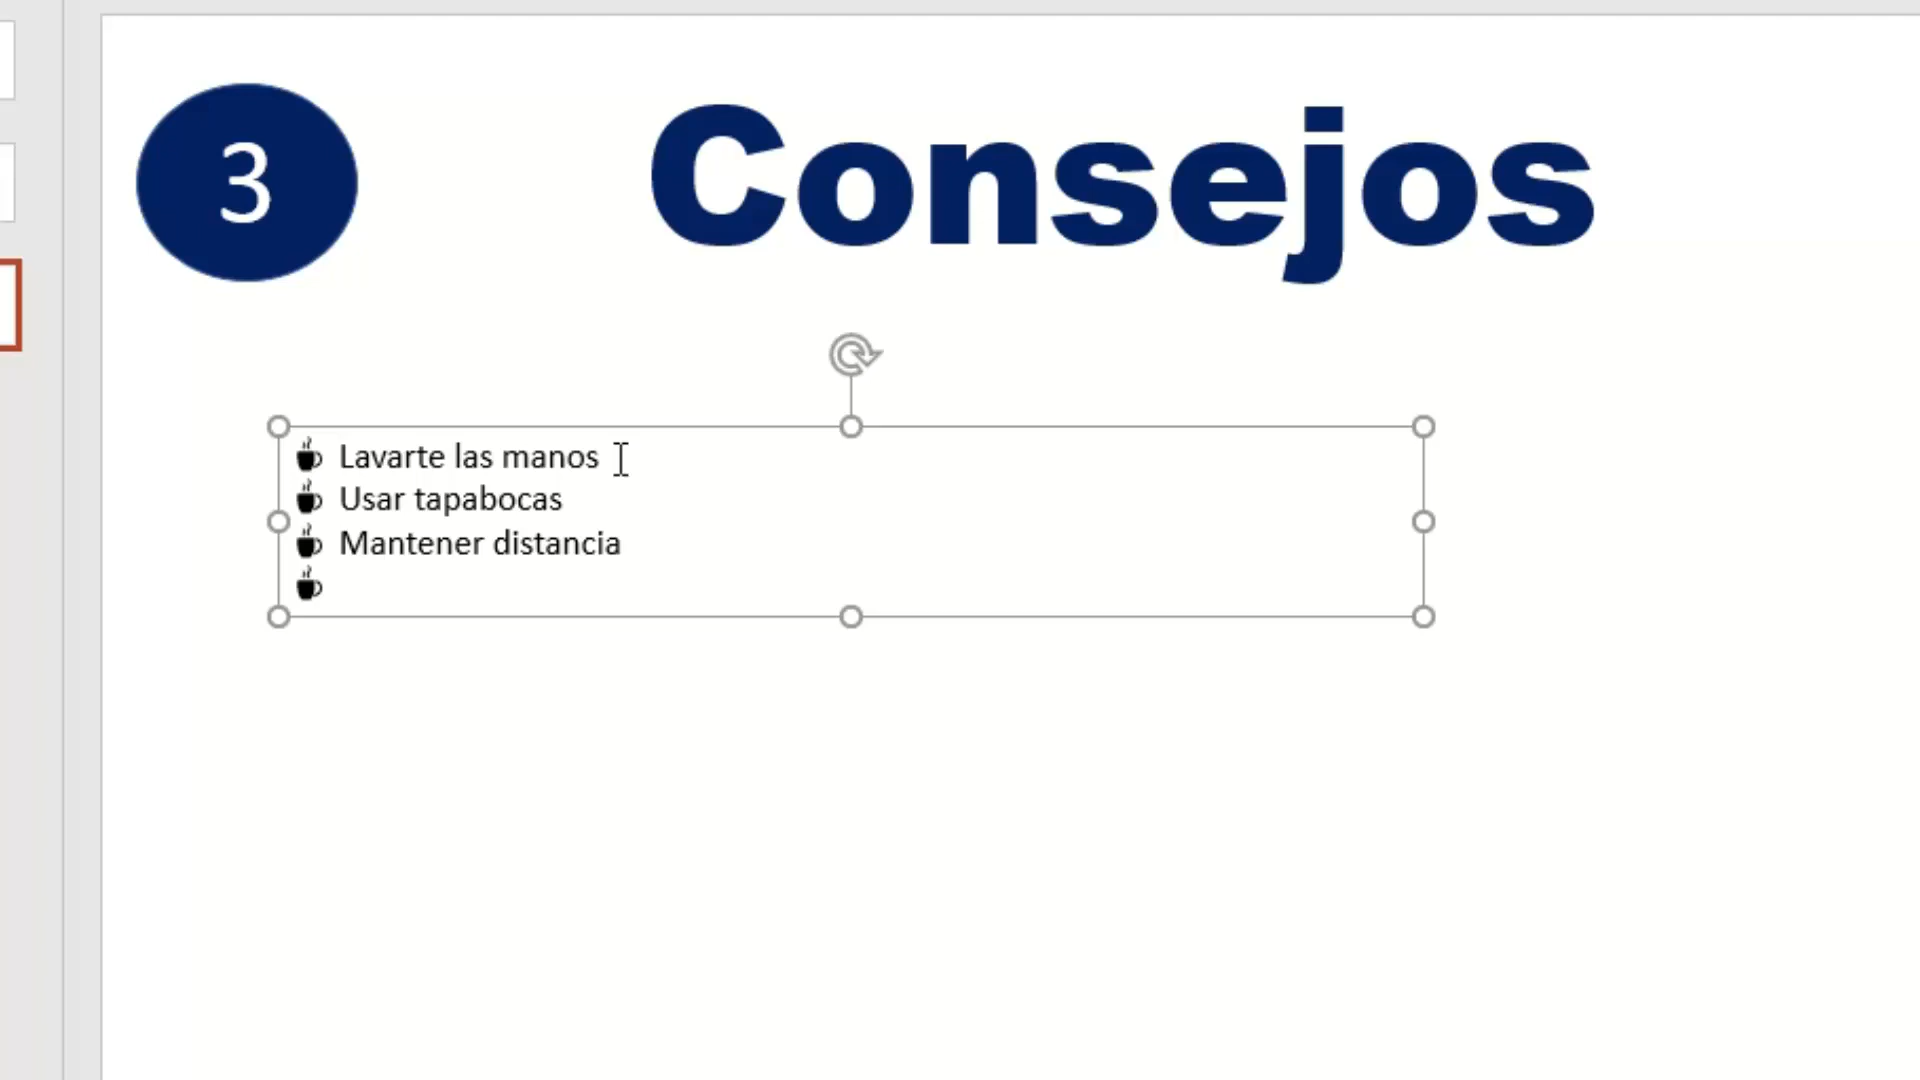 3
Consejos
Lavarte las manos
Usar tapabocas
Mantener distancia